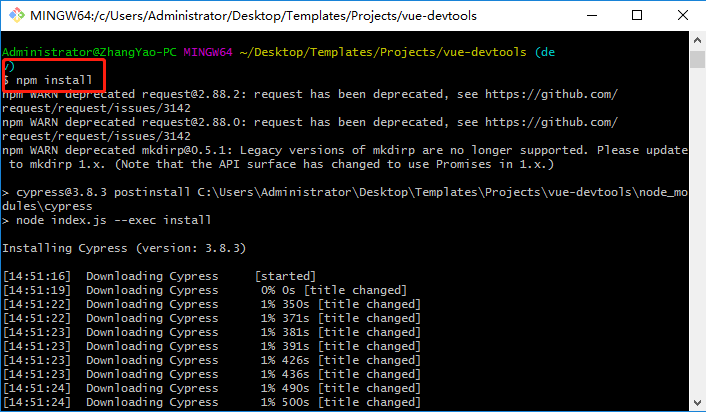 MINGW64:/c/Users/Administrator/Desktop/Templates/Projects/vue-devtools
Administrator@ZhangYao-PC MINGW64 ~/Desktop/Templates/Projects/vue-devtools (de
v)
$ npm install
npm WARN deprecated request@2.88.2: request has been deprecated, see https://github.com/
request/request/issues/3142
npm WARN deprecated request@2.88.0: request has been deprecated, see https://github.com/
request/request/issues/3142
npm WARN deprecated mkdirp@0.5.1: Legacy versions of mkdirp are no longer supported. Please update
 to mkdirp 1.x. (Note that the API surface has changed to use Promises in 1.x.)
> cypress@3.8.3 postinstall C:\Users\Administrator\Desktop\Templates\Projects\vue-devtools\node_mo
dules\cypress
> node index.js --exec install
Installing Cypress (version: 3.8.3)
[14:51:16]  Downloading Cypress     [started]
[14:51:19]  Downloading Cypress      0% 0s [title changed]
[14:51:22]  Downloading Cypress      1% 350s [title changed]
[14:51:22]  Downloading Cypress      1% 371s [title changed]
[14:51:23]  Downloading Cypress      1% 381s [title changed]
[14:51:23]  Downloading Cypress      1% 391s [title changed]
[14:51:23]  Downloading Cypress      1% 426s [title changed]
[14:51:23]  Downloading Cypress      1% 436s [title changed]
[14:51:24]  Downloading Cypress      1% 490s [title changed]
[14:51:24]  Downloading Cypress      1% 500s [title changed]